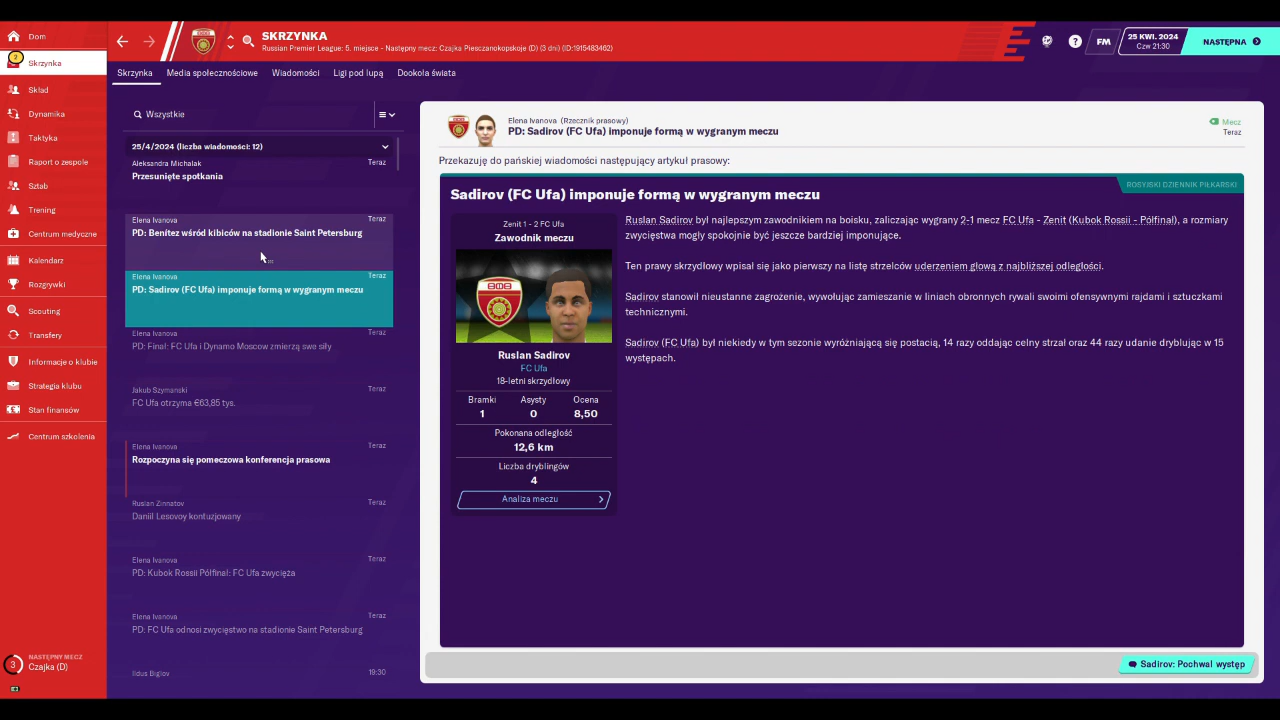 Dom
2
Skrzynka
Skład
Dynamika
Taktyka
Raport o zespole
Sztab
Trening
Centrum medyczne
Kalendarz
Rozgrywki
Scouting
Transfery
Informacje o klubie
Strategia klubu
Stan finansów
Centrum szkolenia
3
NASTĘPNY MECZ
Czajka (D)
SKRZYNKA
Russian Premier League: 5. miejsce - Następny mecz: Czajka Piesczanokopskoje (D) (3 dni) (ID:1915483462)
?
FM
25 KWI. 2024
Czw 21:30
NASTĘPNA
Skrzynka
Media społecznościowe
Wiadomości
Ligi pod lupą
Dookoła świata
Wszystkie
25/4/2024 (liczba wiadomości: 12)
Aleksandra Michalak
Teraz
Przesunięte spotkania
Elena Ivanova
Teraz
PD: Benítez wśród kibiców na stadionie Saint Petersburg
Elena Ivanova
Teraz
PD: Sadirov (FC Ufa) imponuje formą w wygranym meczu
Elena Ivanova
Teraz
PD: Finał: FC Ufa i Dynamo Moscow zmierzą swe siły
Jakub Szymanski
Teraz
FC Ufa otrzyma €63,85 tys.
Elena Ivanova
Teraz
Rozpoczyna się pomeczowa konferencja prasowa
Ruslan Zinnatov
Teraz
Daniil Lesovoy kontuzjowany
Elena Ivanova
Teraz
PD: Kubok Rossii Półfinał: FC Ufa zwycięża
Elena Ivanova
Teraz
PD: FC Ufa odnosi zwycięstwo na stadionie Saint Petersburg
Ildus Biglov
19:30
Elena Ivanova (Rzecznik prasowy)
PD: Sadirov (FC Ufa) imponuje formą w wygranym meczu
Mecz
Teraz
Przekazuję do pańskiej wiadomości następujący artykuł prasowy:
ROSYJSKI DZIENNIK PIŁKARSKI
Sadirov (FC Ufa) imponuje formą w wygranym meczu
Zenit 1 - 2 FC Ufa
Zawodnik meczu
Ruslan Sadirov
FC Ufa
18-letni skrzydłowy
Bramki Asysty Ocena
1 0 8,50
Pokonana odległość
12,6 km
Liczba dryblingów
4
Analiza meczu
Ruslan Sadirov był najlepszym zawodnikiem na boisku, zaliczając wygrany 2-1 mecz FC Ufa - Zenit (Kubok Rossii - Półfinał), a rozmiary
zwycięstwa mogły spokojnie być jeszcze bardziej imponujące.
Ten prawy skrzydłowy wpisał się jako pierwszy na listę strzelców uderzeniem głową z najbliższej odległości.
Sadirov stanowił nieustanne zagrożenie, wywołując zamieszanie w liniach obronnych rywali swoimi ofensywnymi rajdami i sztuczkami
technicznymi.
Sadirov (FC Ufa) był niekiedy w tym sezonie wyróżniającą się postacią, 14 razy oddając celny strzał oraz 44 razy udanie dryblując w 15
występach.
Sadirov: Pochwal występ